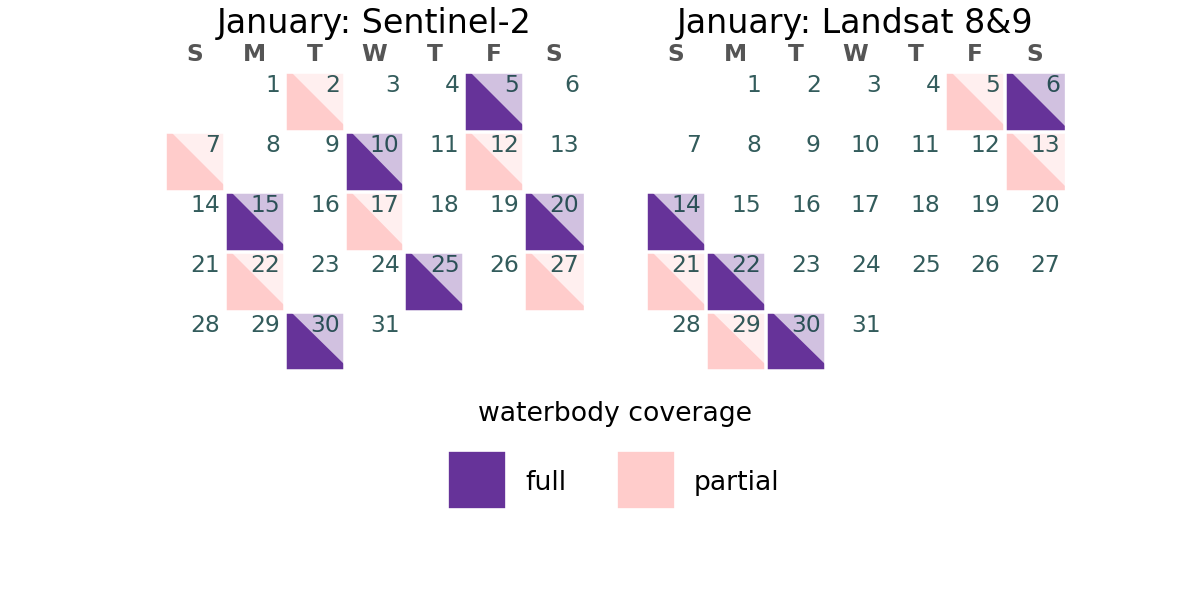 January: Sentinel-2
S M T W T F S
1 2 3 4 5 6
7 8 9 10 11 12 13
14 15 16 17 18 19 20
21 22 23 24 25 26 27
28 29 30 31
January: Landsat 8&9
S M T W T F S
1 2 3 4 5 6
7 8 9 10 11 12 13
14 15 16 17 18 19 20
21 22 23 24 25 26 27
28 29 30 31
waterbody coverage
full partial